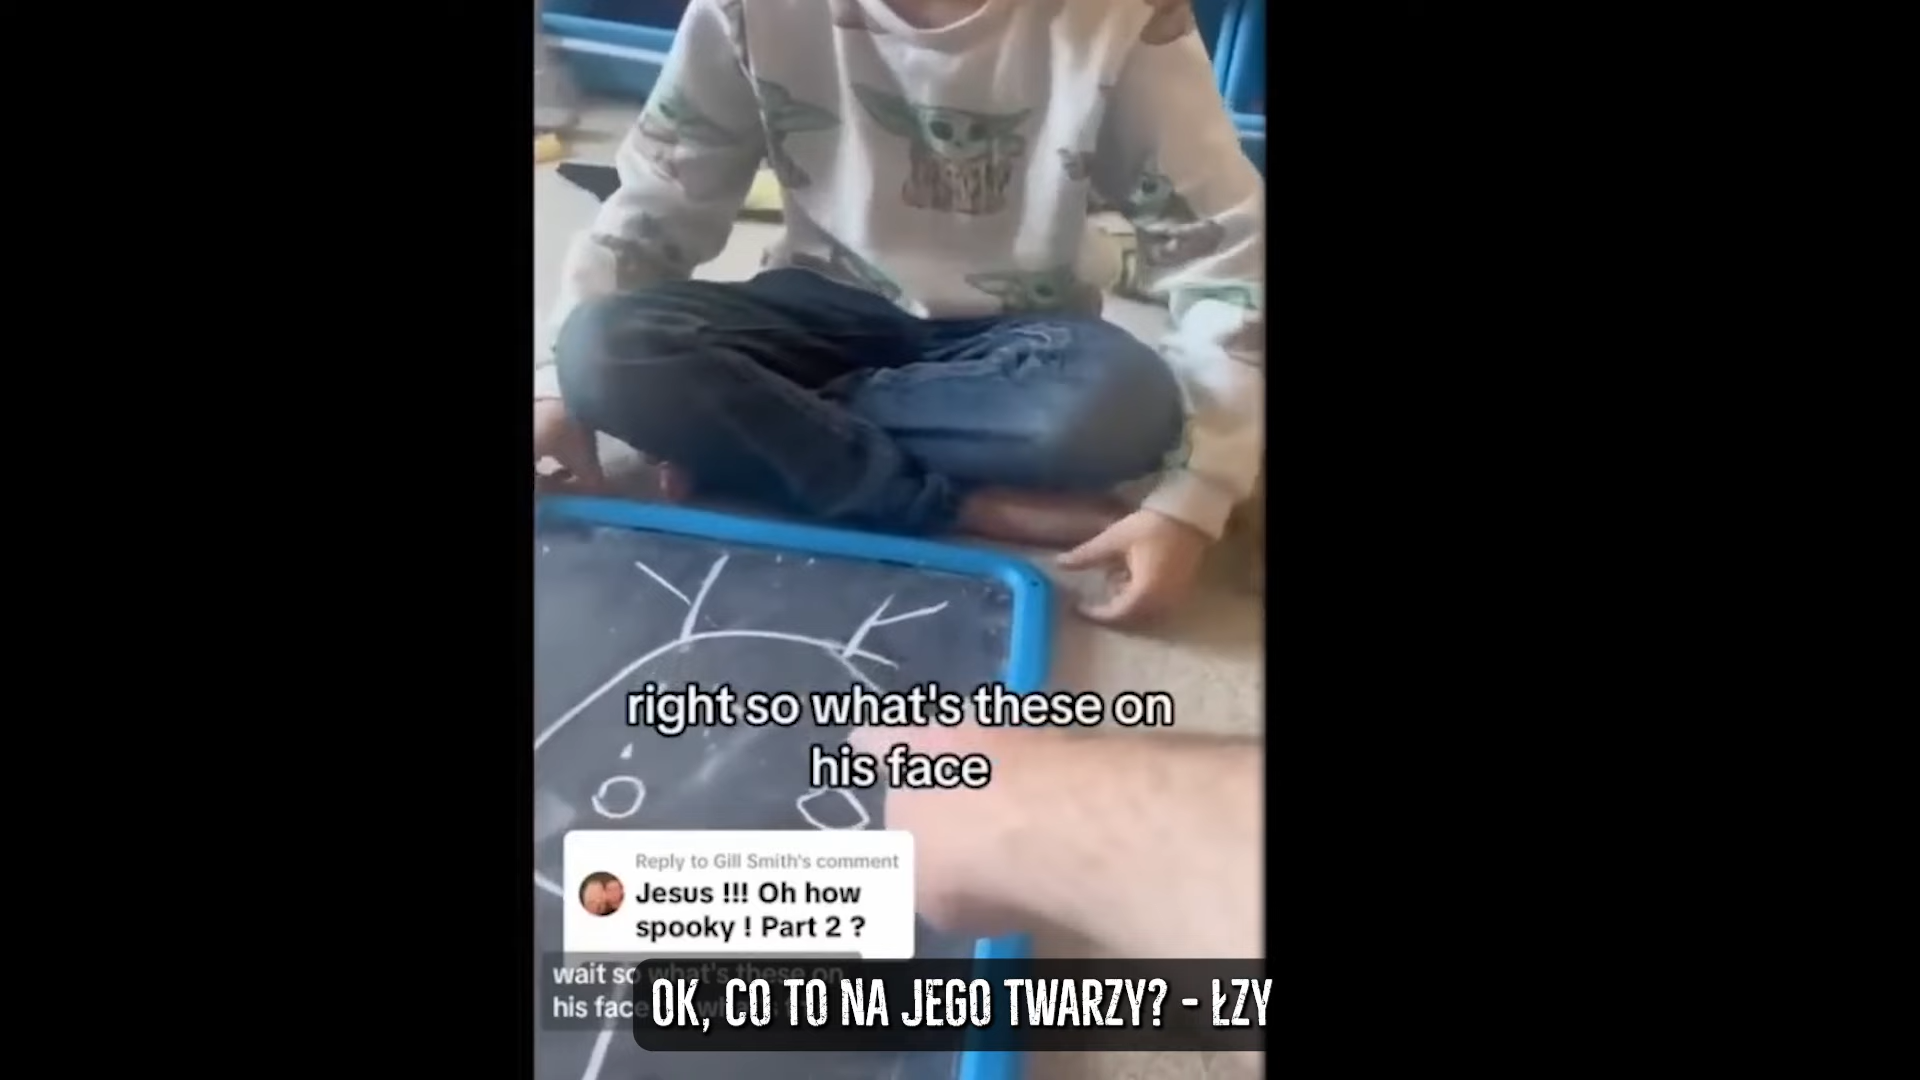 right so what's these on
his face
Reply to Gill Smith's comment
Jesus !!! Oh how
spooky ! Part 2 ?
wait so what's these on
his face
OK, CO TO NA JEGO TWARZY? - ŁZY